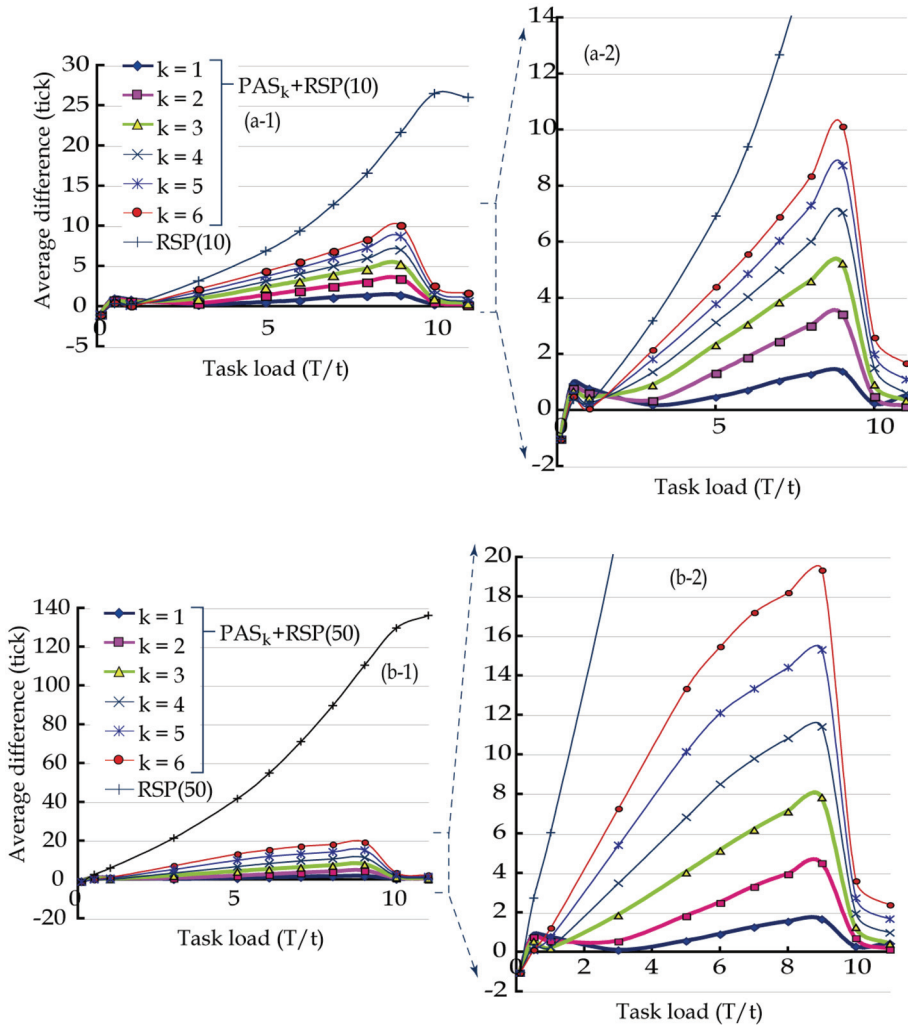 30
25
20
15
10
5
0
-5
Average difference (tick)
k = 1
k = 2
k = 3
k = 4
k = 5
k = 6
RSP(10)
PASk+RSP(10)
(a-1)
0 5 10
Task load (T/t)
14
12
10
8
6
4
2
0
-2
(a-2)
5 10
Task load (T/t)
140
120
100
80
60
40
20
0
-20
Average difference (tick)
k = 1
k = 2
k = 3
k = 4
k = 5
k = 6
RSP(50)
PASk+RSP(50)
(b-1)
0 5 10
Task load (T/t)
20
18
16
14
12
10
8
6
4
2
0
-2
(b-2)
0 2 4 6 8 10
Task load (T/t)